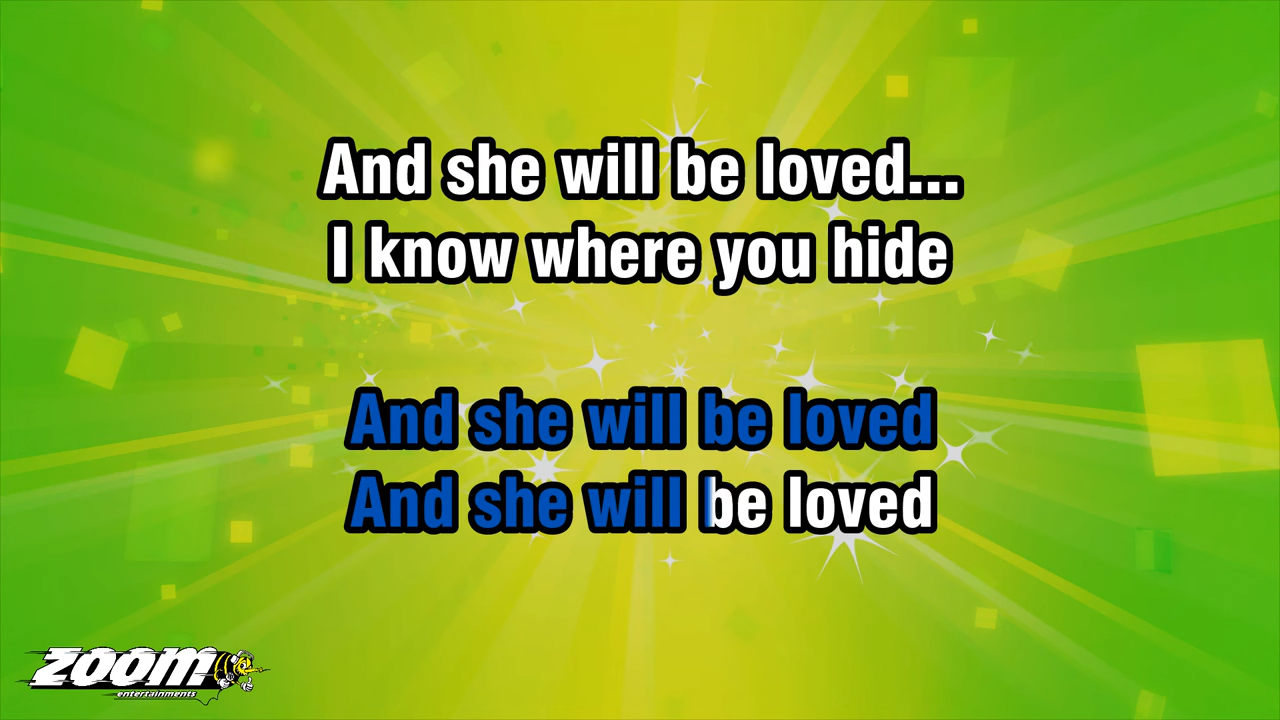 And she will be loved...
I know where you hide
And she will be loved
And she will be loved
ZOOM
entertainments